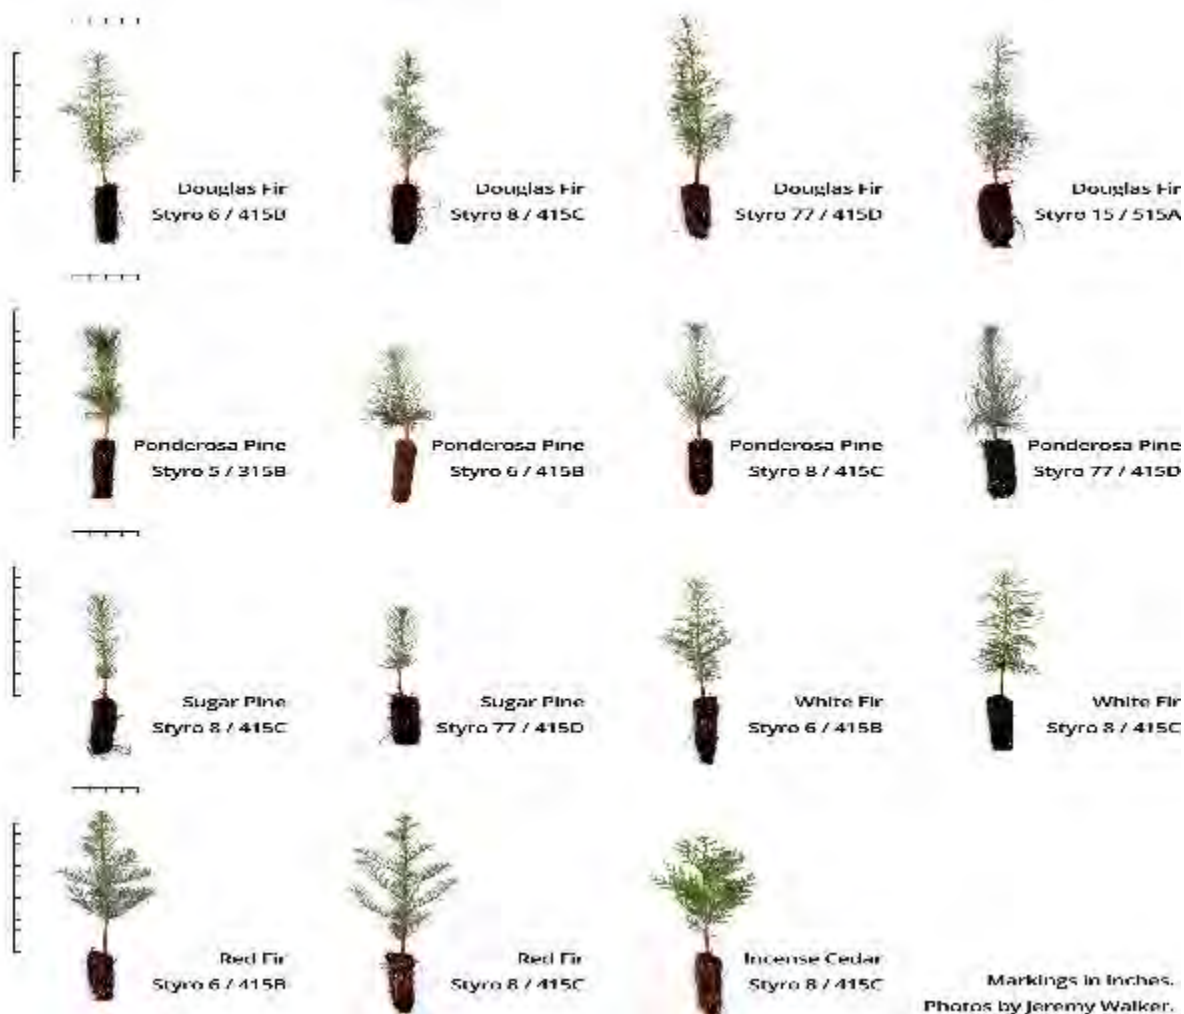 Douglas Fir
Styro 6 / 415B
Douglas Fir
Styro 8 / 415C
Douglas Fir
Styro 77 / 415D
Douglas Fir
Styro 15 / 515A
Ponderosa Pine
Styro 5 / 315B
Ponderosa Pine
Styro 6 / 415B
Ponderosa Pine
Styro 8 / 415C
Ponderosa Pine
Styro 77 / 415D
Sugar Pine
Styro 8 / 415C
Sugar Pine
Styro 77 / 415D
White Fir
Styro 6 / 415B
White Fir
Styro 8 / 415C
Red Fir
Styro 6 / 415B
Red Fir
Styro 8 / 415C
Incense Cedar
Styro 8 / 415C
Markings in inches.
Photos by Jeremy Walker.